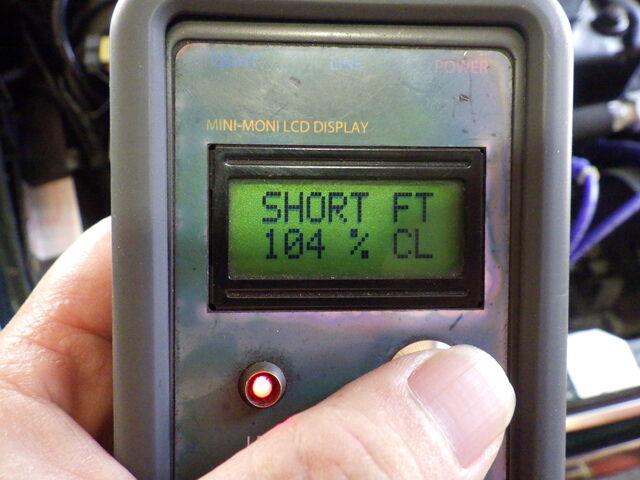 POWER
MINI-MONI LCD DISPLAY
SHORT FT
104 % CL